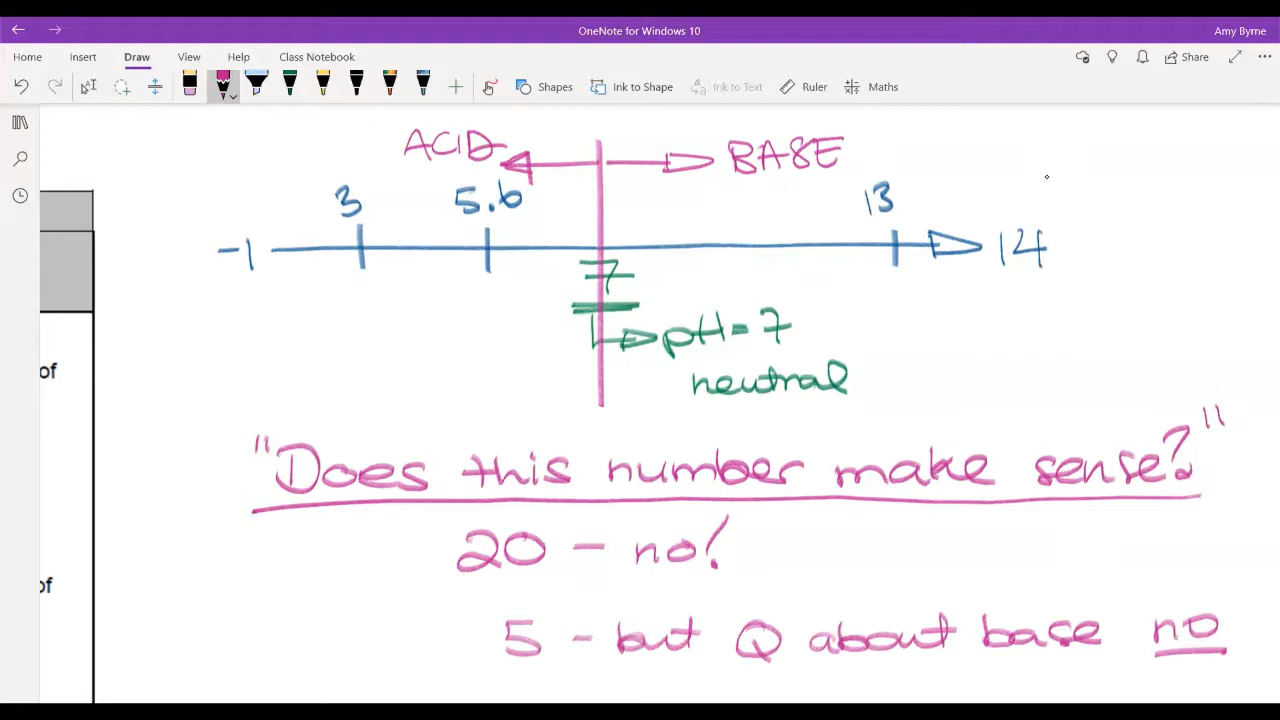 OneNote for Windows 10
Amy Byrne
Home Insert Draw View Help Class Notebook Share
Shapes Ink to Shape Ink to Text Ruler Maths
ACID BASE
3 5.6 13
-1 14
7
pH = 7
neutral
of
"Does this number make sense?"
20 - no!
of
5 - but Q about base no